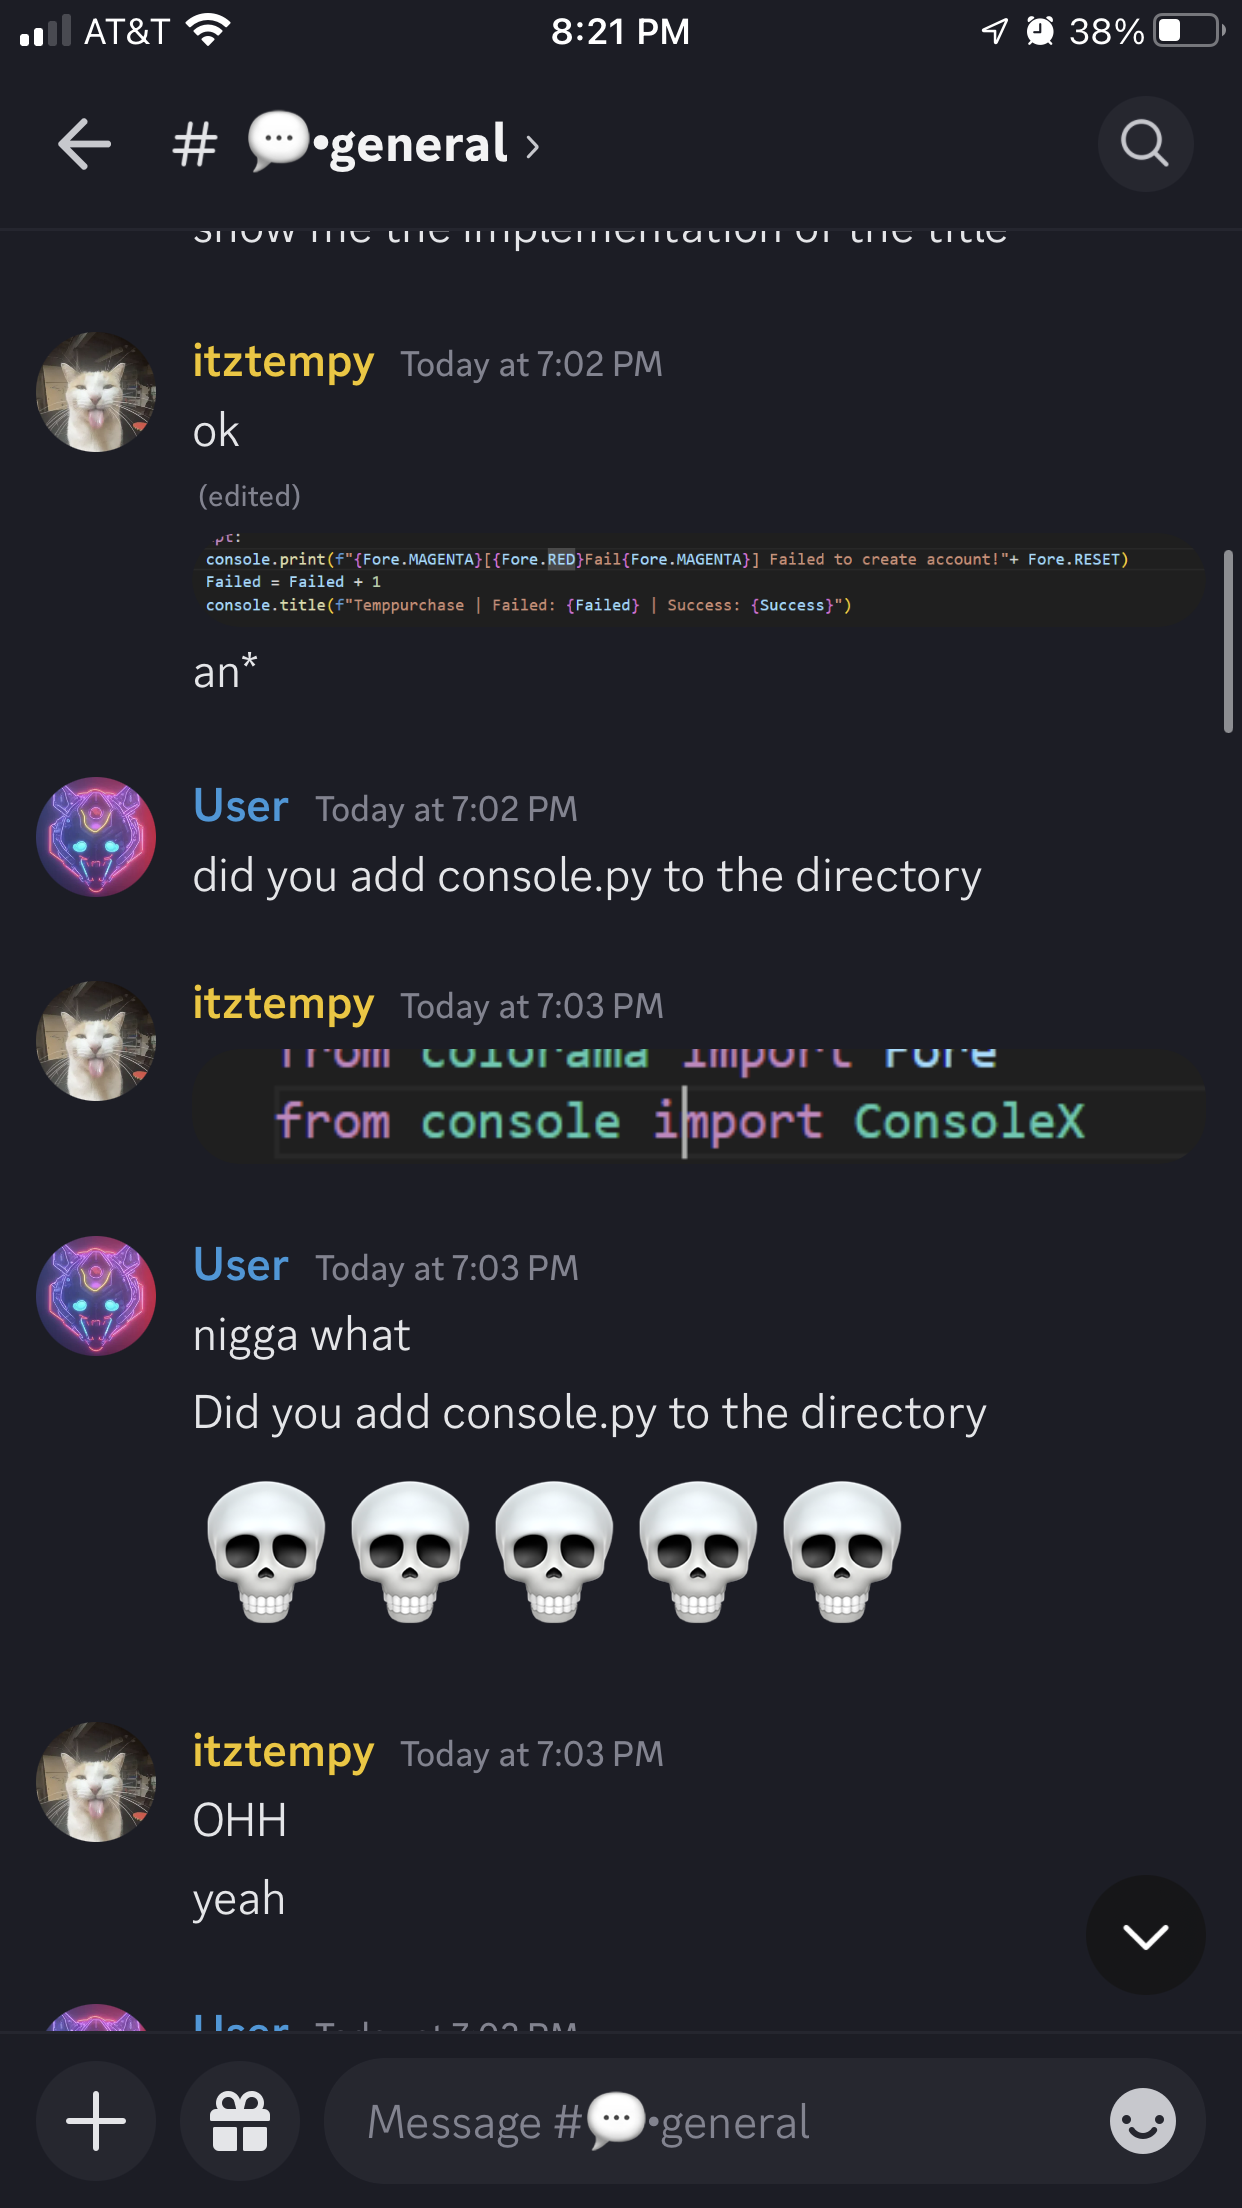 AT&T 8:21 PM 38%
# •general ›
show me the implementation of the title
itztempy Today at 7:02 PM
ok
(edited)
pt:
console.print(f"{Fore.MAGENTA}[{Fore.RED}Fail{Fore.MAGENTA}] Failed to create account!"+ Fore.RESET)
Failed = Failed + 1
console.title(f"Temppurchase | Failed: {Failed} | Success: {Success}")
an*
User Today at 7:02 PM
did you add console.py to the directory
itztempy Today at 7:03 PM
from colorama import Fore
from console import ConsoleX
User Today at 7:03 PM
nigga what
Did you add console.py to the directory
itztempy Today at 7:03 PM
OHH
yeah
User Today at 7:03 PM
Message #•general